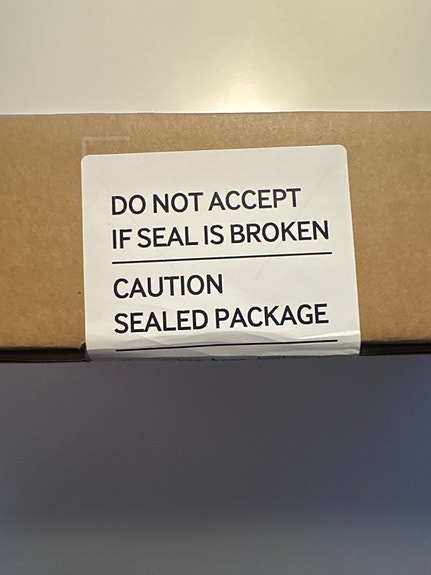 DO NOT ACCEPT
IF SEAL IS BROKEN
CAUTION
SEALED PACKAGE